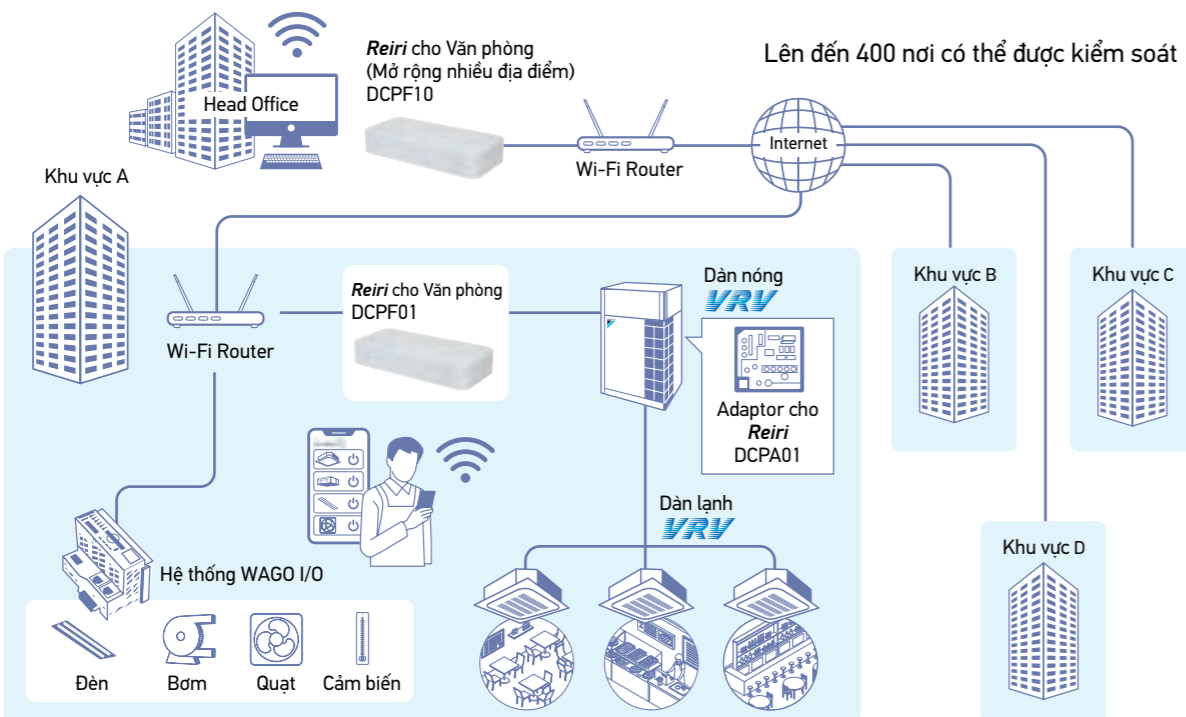 Reiri cho Văn phòng
(Mở rộng nhiều địa điểm)
DCPF10
Lên đến 400 nơi có thể được kiểm soát
Head Office
Wi-Fi Router
Internet
Khu vực A
Wi-Fi Router
Reiri cho Văn phòng
DCPF01
Dàn nóng
VRV
Adaptor cho
Reiri
DCPA01
Khu vực B
Khu vực C
Dàn lạnh
VRV
Khu vực D
Hệ thống WAGO I/O
Đèn
Bơm
Quạt
Cảm biến